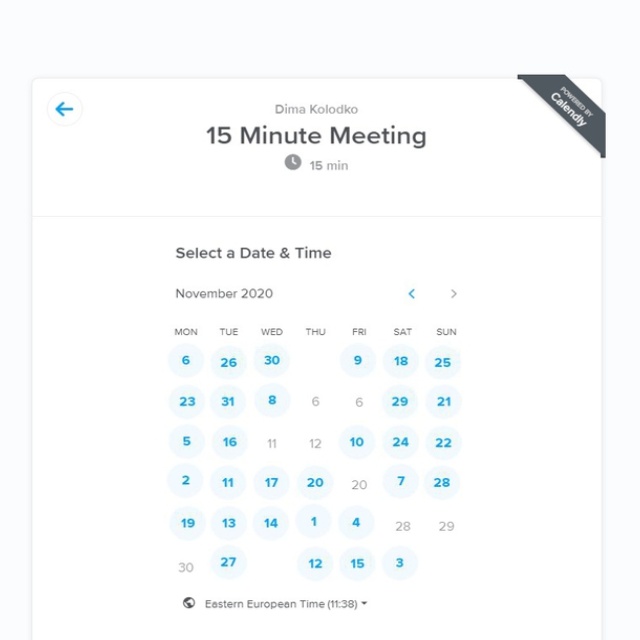 POWERED BY
Calendly
Dima Kolodko
15 Minute Meeting
15 min
Select a Date & Time
November 2020
MON TUE WED THU FRI SAT SUN
6 26 30 9 18 25
23 31 8 6 6 29 21
5 16 11 12 10 24 22
2 11 17 20 20 7 28
19 13 14 1 4 28 29
30 27 12 15 3
Eastern European Time (11:38)